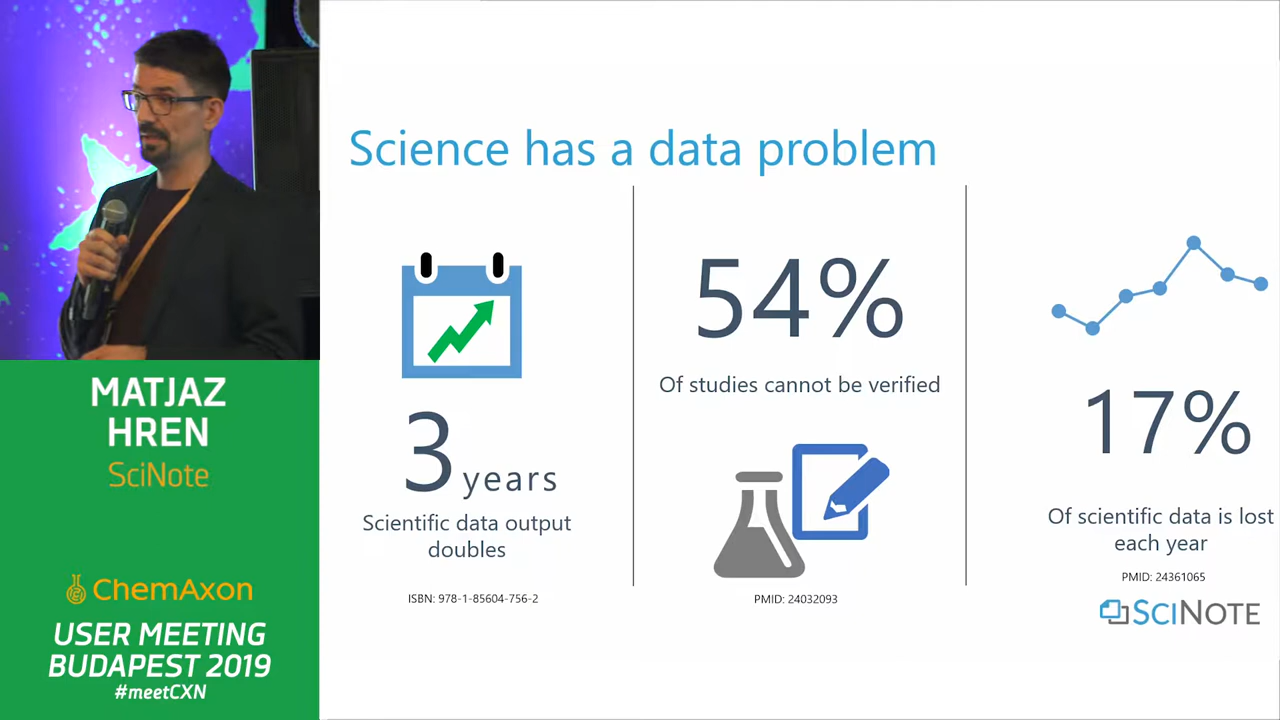 MATJAZ
HREN
SciNote
ChemAxon
USER MEETING
BUDAPEST 2019
#meetCXN
Science has a data problem
3 years
Scientific data output
doubles
ISBN: 978-1-85604-756-2
54%
Of studies cannot be verified
PMID: 24032093
17%
Of scientific data is lost
each year
PMID: 24361065
SCINOTE